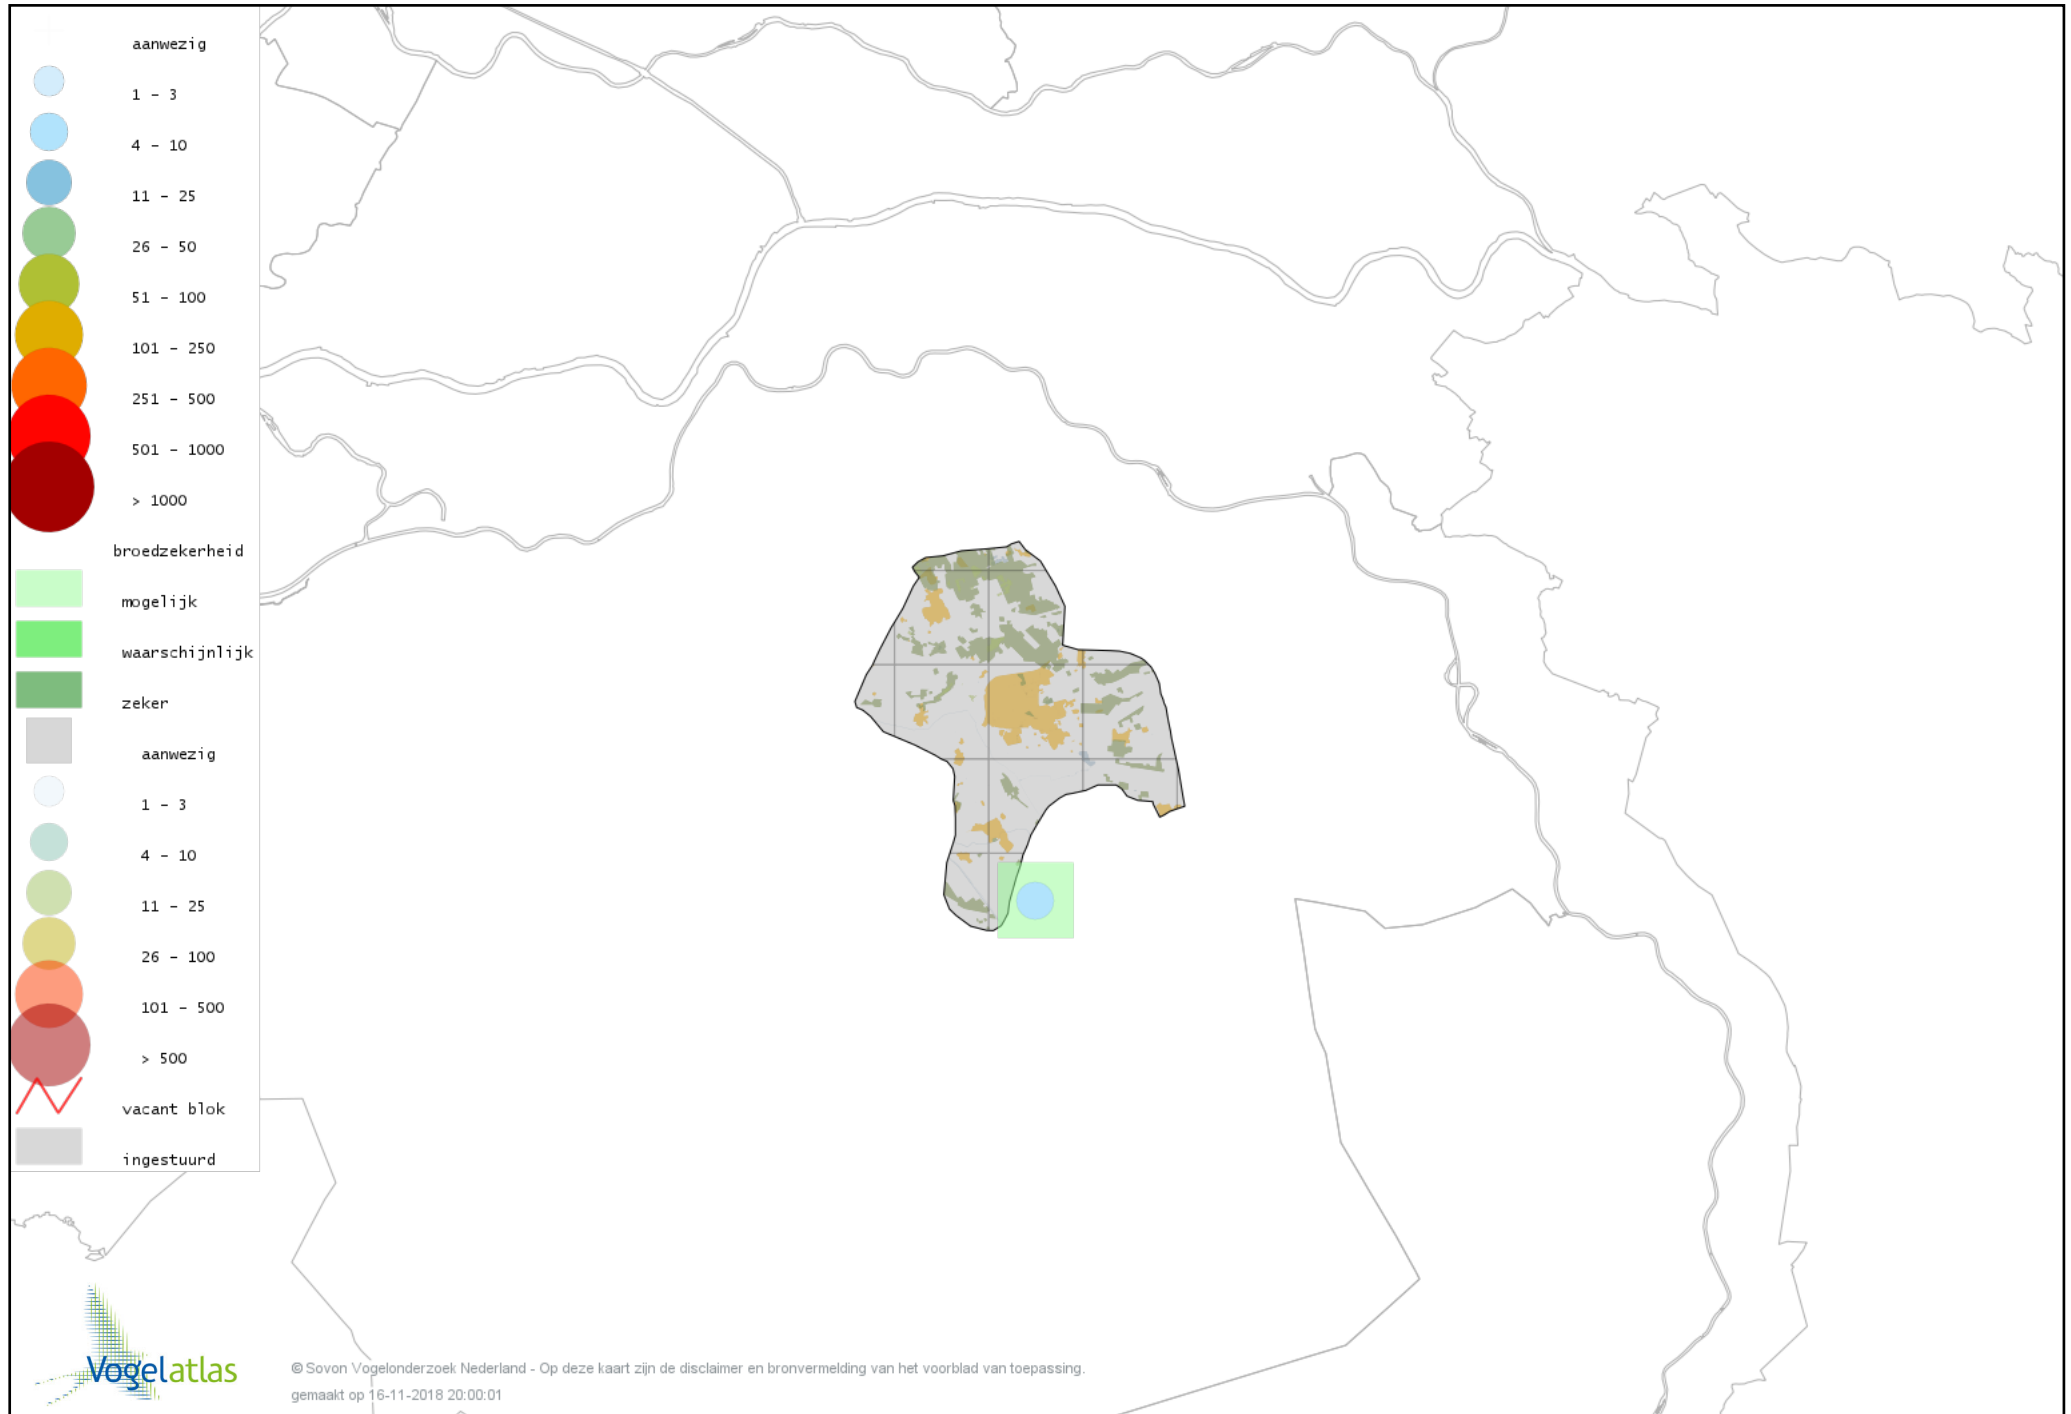 aanwezig
1 - 3
4 - 10
11 - 25
26 - 50
51 - 100
101 - 250
251 - 500
501 - 1000
> 1000
broedzekerheid
mogelijk
waarschijnlijk
zeker
aanwezig
1 - 3
4 - 10
11 - 25
26 - 100
101 - 500
> 500
vacant blok
ingestuurd
Vogelatlas
© Sovon Vogelonderzoek Nederland - Op deze kaart zijn de disclaimer en bronvermelding van het voorblad van toepassing.
gemaakt op 16-11-2018 20:00:01